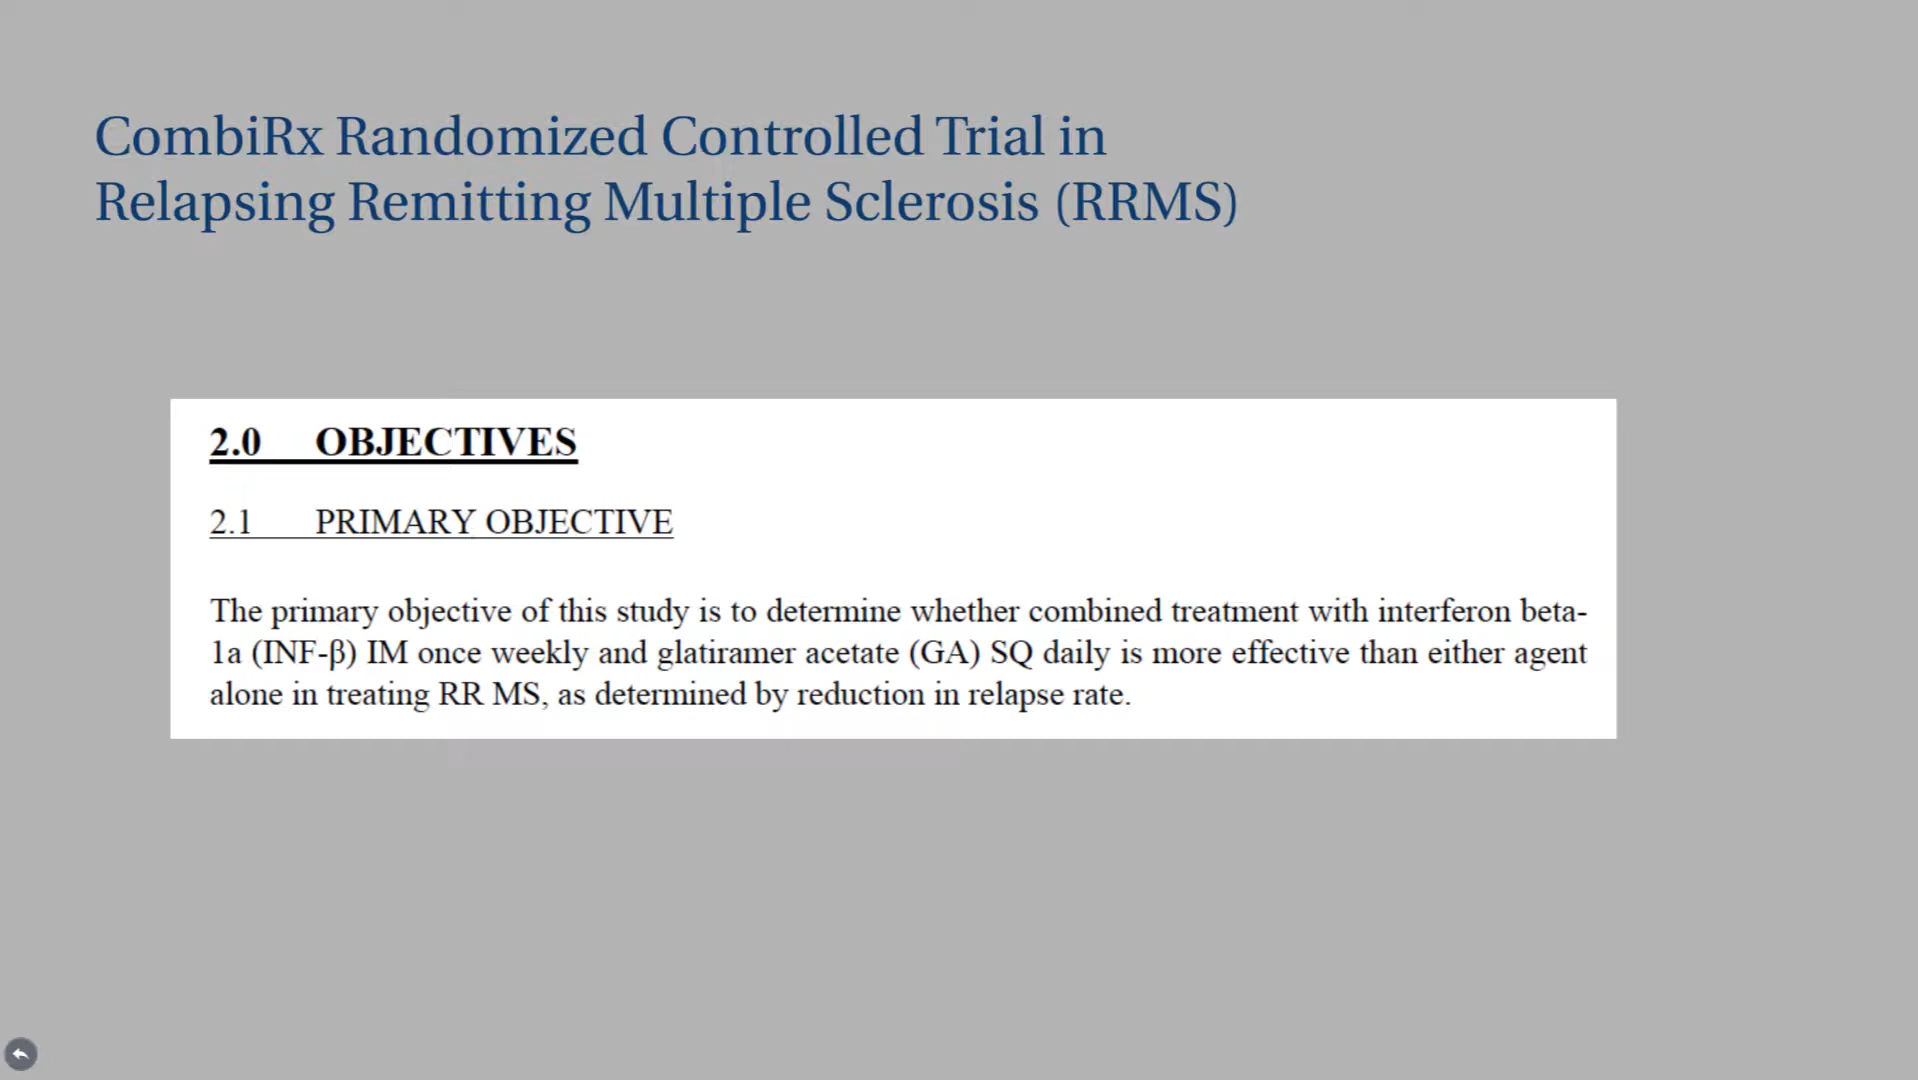 CombiRx Randomized Controlled Trial in
Relapsing Remitting Multiple Sclerosis (RRMS)
2.0 OBJECTIVES
2.1 PRIMARY OBJECTIVE
The primary objective of this study is to determine whether combined treatment with interferon beta-
1a (INF-β) IM once weekly and glatiramer acetate (GA) SQ daily is more effective than either agent
alone in treating RR MS, as determined by reduction in relapse rate.